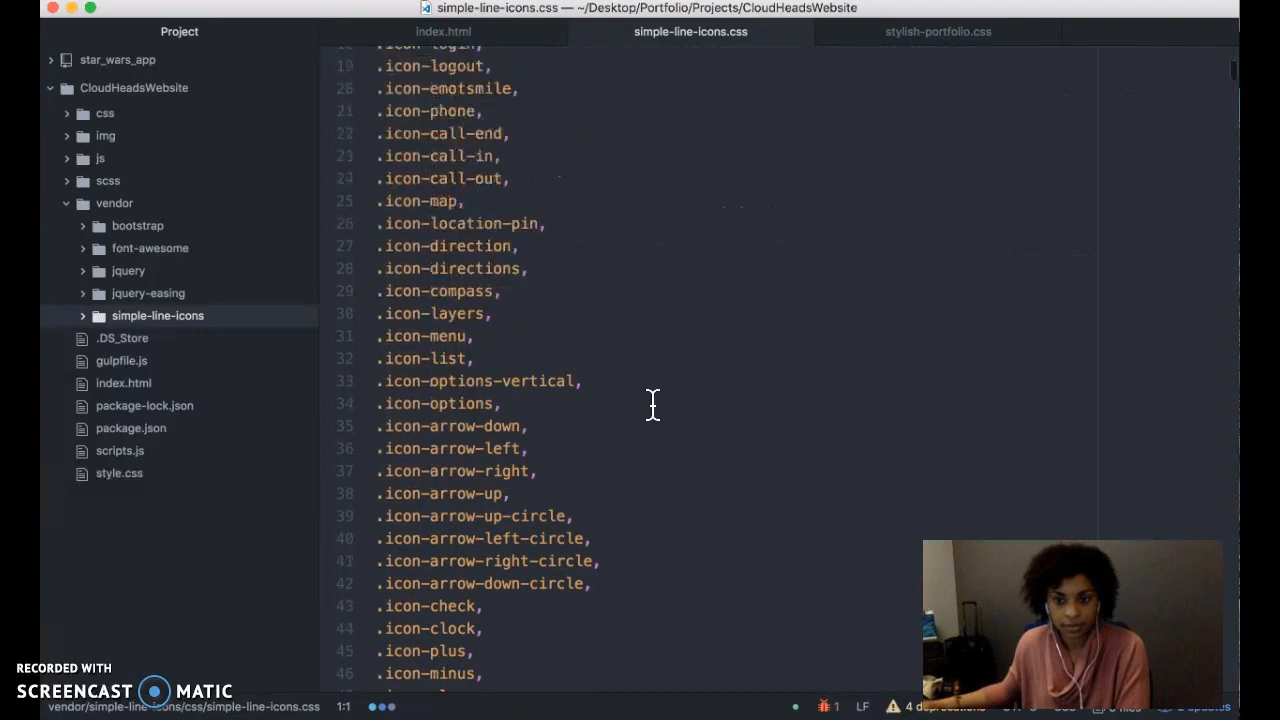 simple-line-icons.css — ~/Desktop/Portfolio/Projects/CloudHeadsWebsite
Project
index.html
simple-line-icons.css
stylish-portfolio.css
star_wars_app
CloudHeadsWebsite
css
img
js
scss
vendor
bootstrap
font-awesome
jquery
jquery-easing
simple-line-icons
.DS_Store
gulpfile.js
index.html
package-lock.json
package.json
scripts.js
style.css
.icon-login,
19 .icon-logout,
20 .icon-emotsmile,
21 .icon-phone,
22 .icon-call-end,
23 .icon-call-in,
24 .icon-call-out,
25 .icon-map,
26 .icon-location-pin,
27 .icon-direction,
28 .icon-directions,
29 .icon-compass,
30 .icon-layers,
31 .icon-menu,
32 .icon-list,
33 .icon-options-vertical,
34 .icon-options,
35 .icon-arrow-down,
36 .icon-arrow-left,
37 .icon-arrow-right,
38 .icon-arrow-up,
39 .icon-arrow-up-circle,
40 .icon-arrow-left-circle,
41 .icon-arrow-right-circle,
42 .icon-arrow-down-circle,
43 .icon-check,
44 .icon-clock,
45 .icon-plus,
46 .icon-minus,
RECORDED WITH
SCREENCAST MATIC
vendor/simple-line-icons/css/simple-line-icons.css 1:1
1 LF 4 deprecations